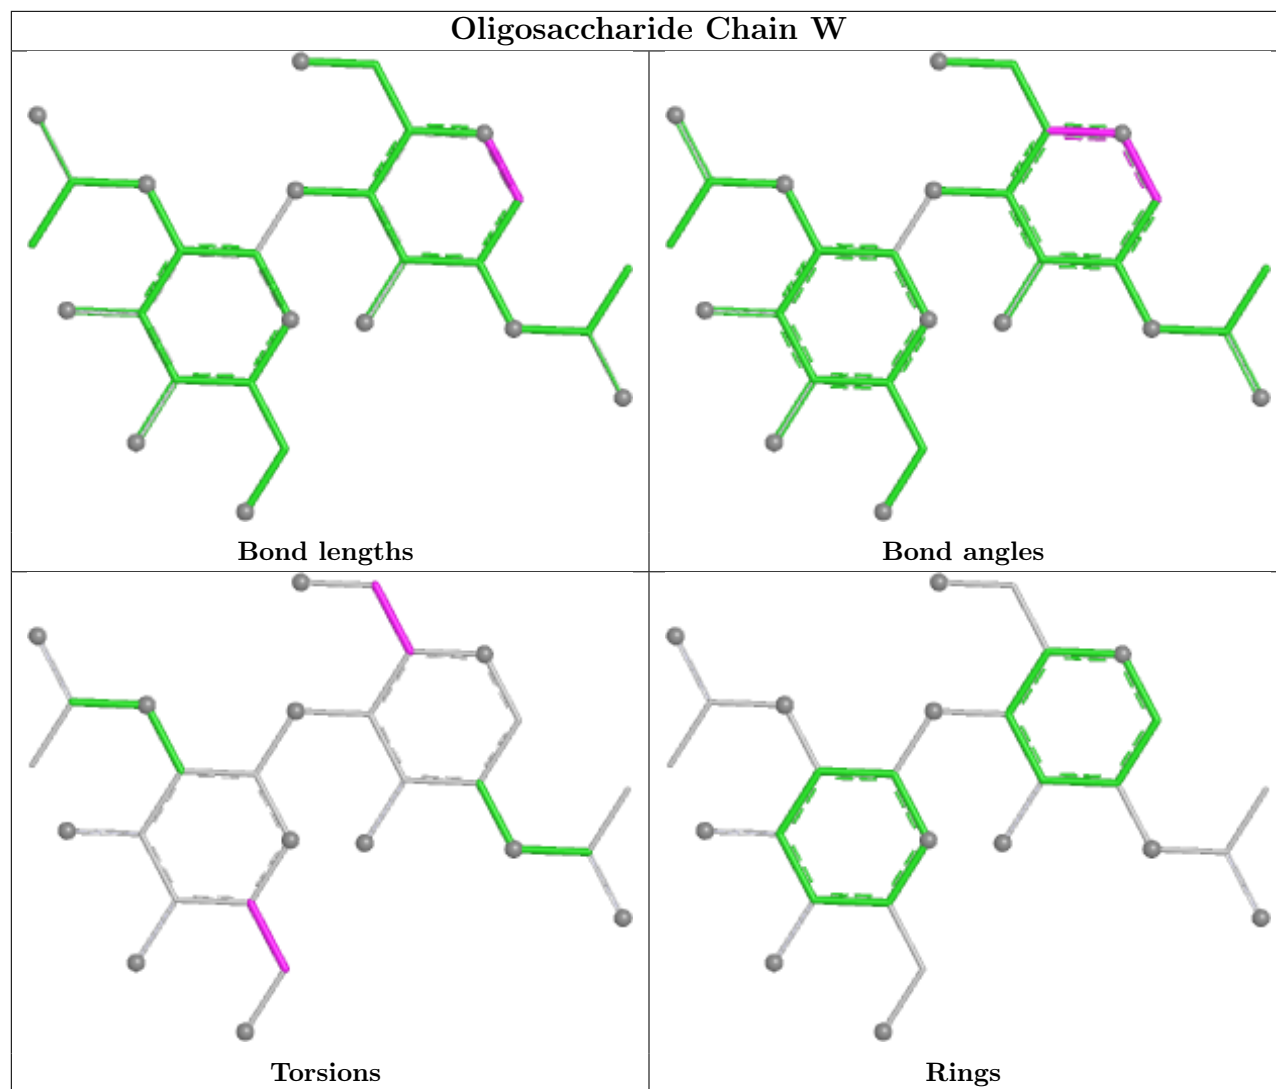 Oligosaccharide Chain W
Bond lengths
Bond angles
Torsions
Rings